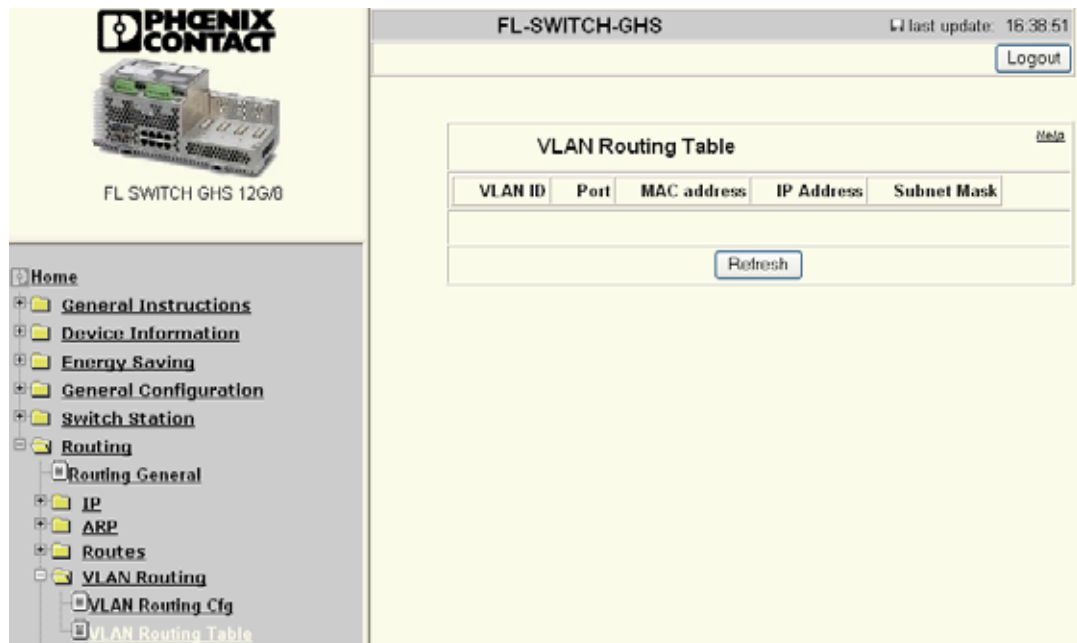 PHŒNIX
CONTACT
FL SWITCH GHS 12G/8
Home
General Instructions
Device Information
Energy Saving
General Configuration
Switch Station
Routing
Routing General
IP
ARP
Routes
VLAN Routing
VLAN Routing Cfg
VLAN Routing Table
FL-SWITCH-GHS
last update: 16:38:51
Logout
VLAN Routing Table
Help
VLAN ID Port MAC address IP Address Subnet Mask
Refresh